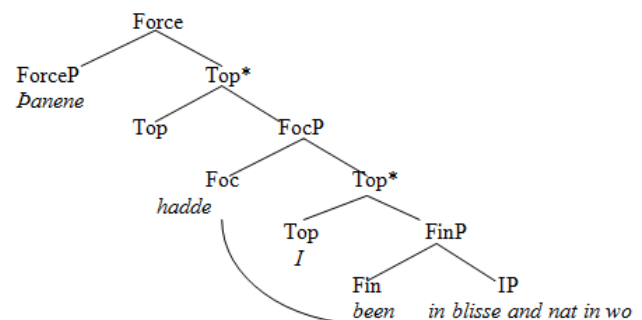 Force
ForceP Top*
Þanene
Top FocP
Foc Top*
hadde
Top FinP
I
Fin IP
been in blisse and nat in wo